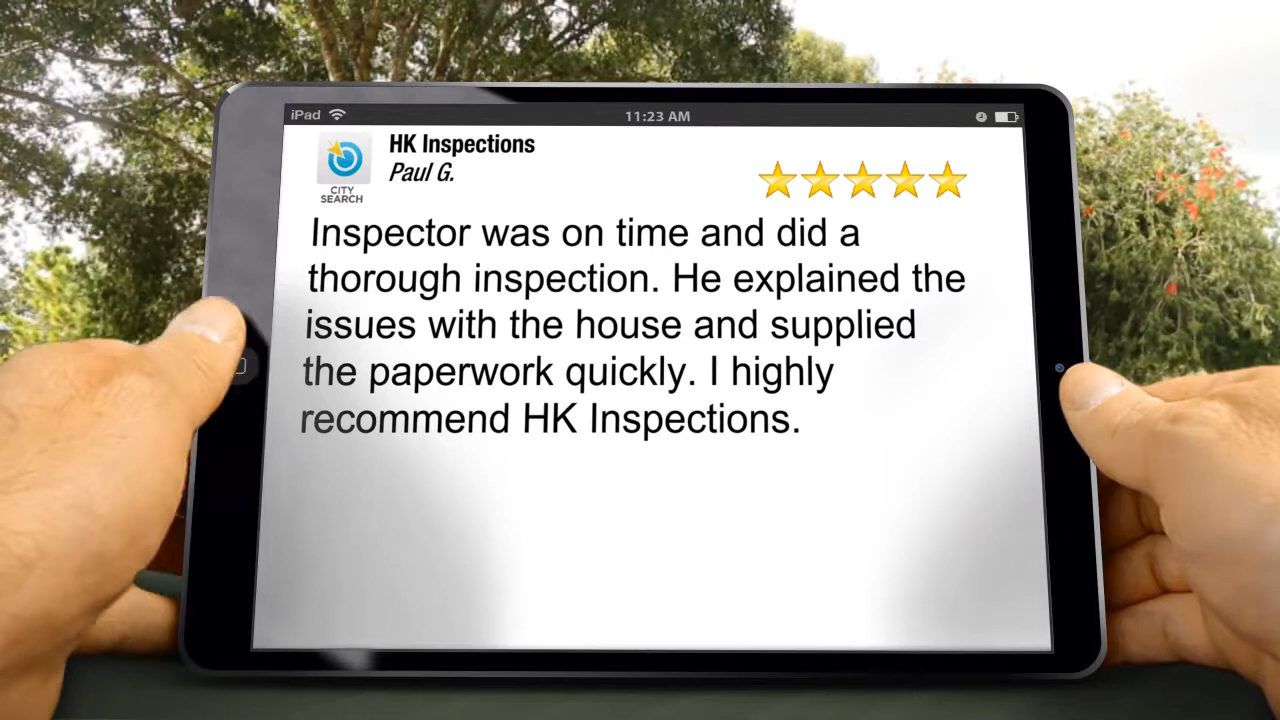 iPad 11:23 AM
HK Inspections
Paul G.
CITY
SEARCH
Inspector was on time and did a
thorough inspection. He explained the
issues with the house and supplied
the paperwork quickly. I highly
recommend HK Inspections.